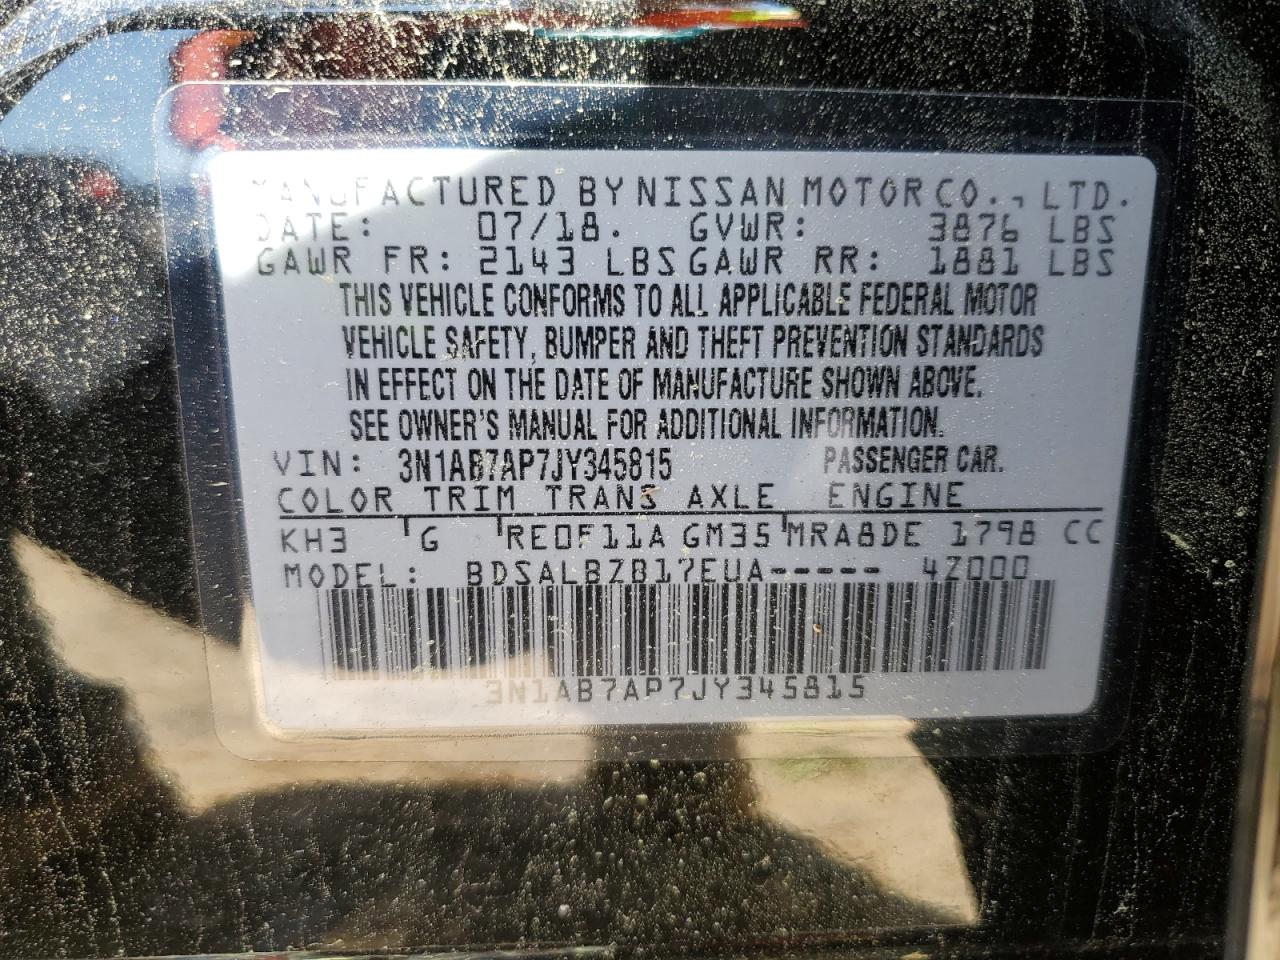 MANUFACTURED BY NISSAN MOTOR CO., LTD.
DATE: 07/18. GVWR: 3876 LBS
GAWR FR: 2143 LBS GAWR RR: 1881 LBS
THIS VEHICLE CONFORMS TO ALL APPLICABLE FEDERAL MOTOR
VEHICLE SAFETY, BUMPER AND THEFT PREVENTION STANDARDS
IN EFFECT ON THE DATE OF MANUFACTURE SHOWN ABOVE.
SEE OWNER'S MANUAL FOR ADDITIONAL INFORMATION.
VIN: 3N1AB7AP7JY345815 PASSENGER CAR.
COLOR TRIM TRANS AXLE ENGINE
KH3 G RE0F11A GM35 MRA8DE 1798 CC
MODEL: BDSALBZB17EUA----- 4Z000
3N1AB7AP7JY345815